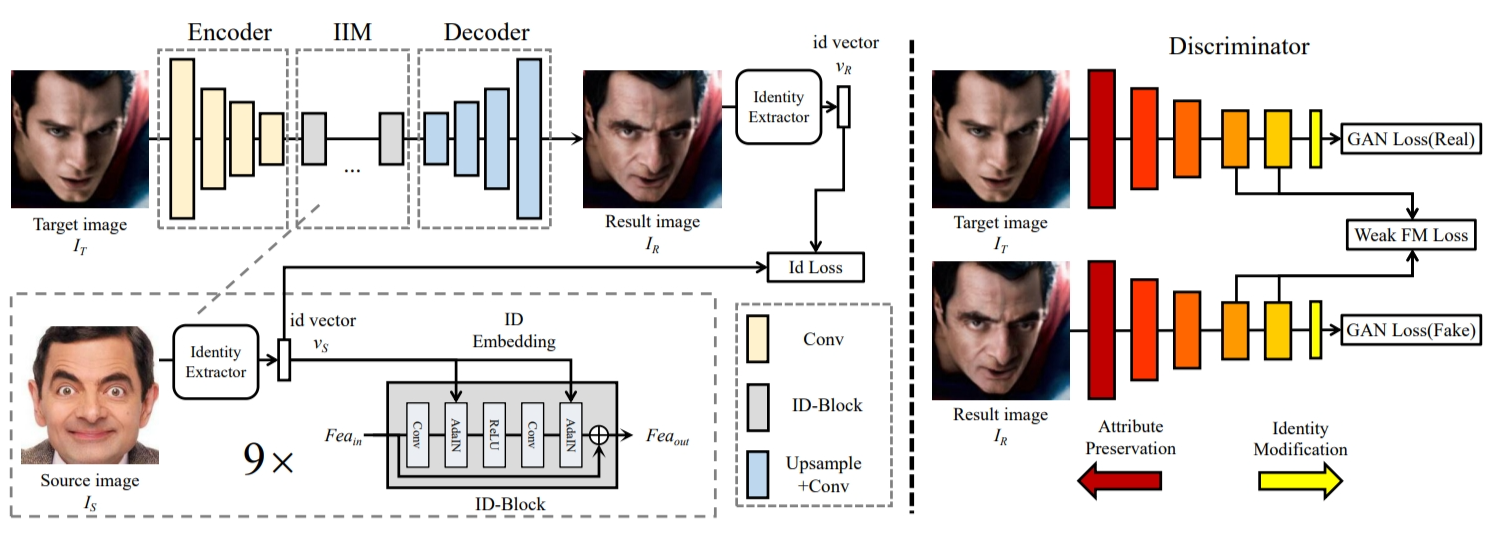 Encoder
IIM
Decoder
id vector
v_R
Identity
Extractor
...
Target image
I_T
Result image
I_R
Id Loss
id vector
v_S
ID
Embedding
Identity
Extractor
Fea_in
Conv
AdaIN
ReLU
Conv
AdaIN
Fea_out
9×
ID-Block
Source image
I_S
Conv
ID-Block
Upsample
+Conv
Discriminator
GAN Loss(Real)
Target image
I_T
Weak FM Loss
GAN Loss(Fake)
Result image
I_R
Attribute
Preservation
Identity
Modification